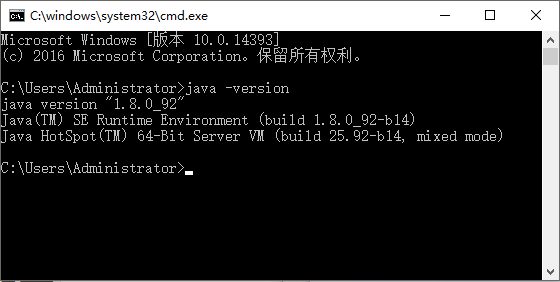 C:\windows\system32\cmd.exe
Microsoft Windows [版本 10.0.14393]
(c) 2016 Microsoft Corporation。保留所有权利。
C:\Users\Administrator>java -version
java version "1.8.0_92"
Java(TM) SE Runtime Environment (build 1.8.0_92-b14)
Java HotSpot(TM) 64-Bit Server VM (build 25.92-b14, mixed mode)
C:\Users\Administrator>